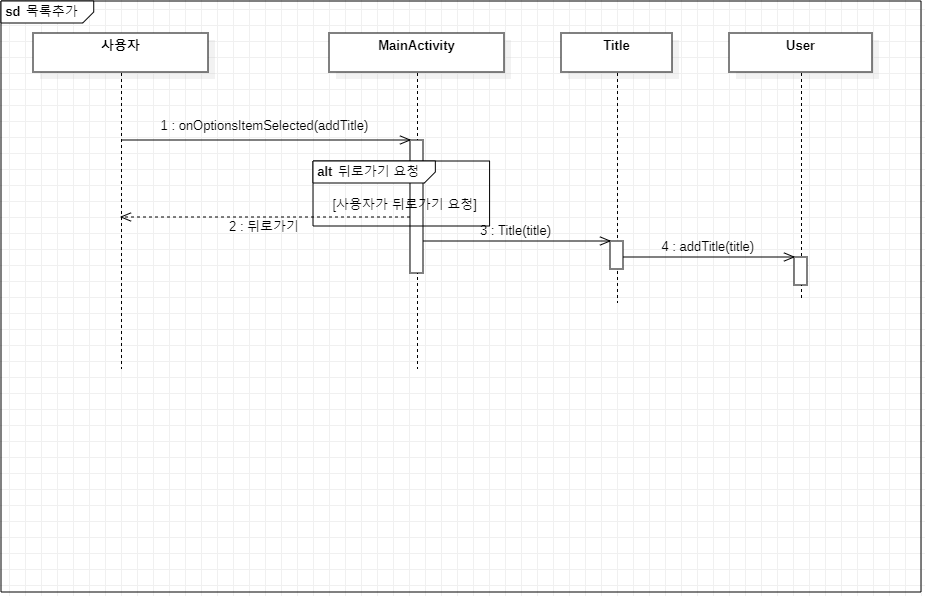 sd 목록추가
사용자
MainActivity
Title
User
1 : onOptionsItemSelected(addTitle)
alt 뒤로가기 요청
[사용자가 뒤로가기 요청]
2 : 뒤로가기
3 : Title(title)
4 : addTitle(title)